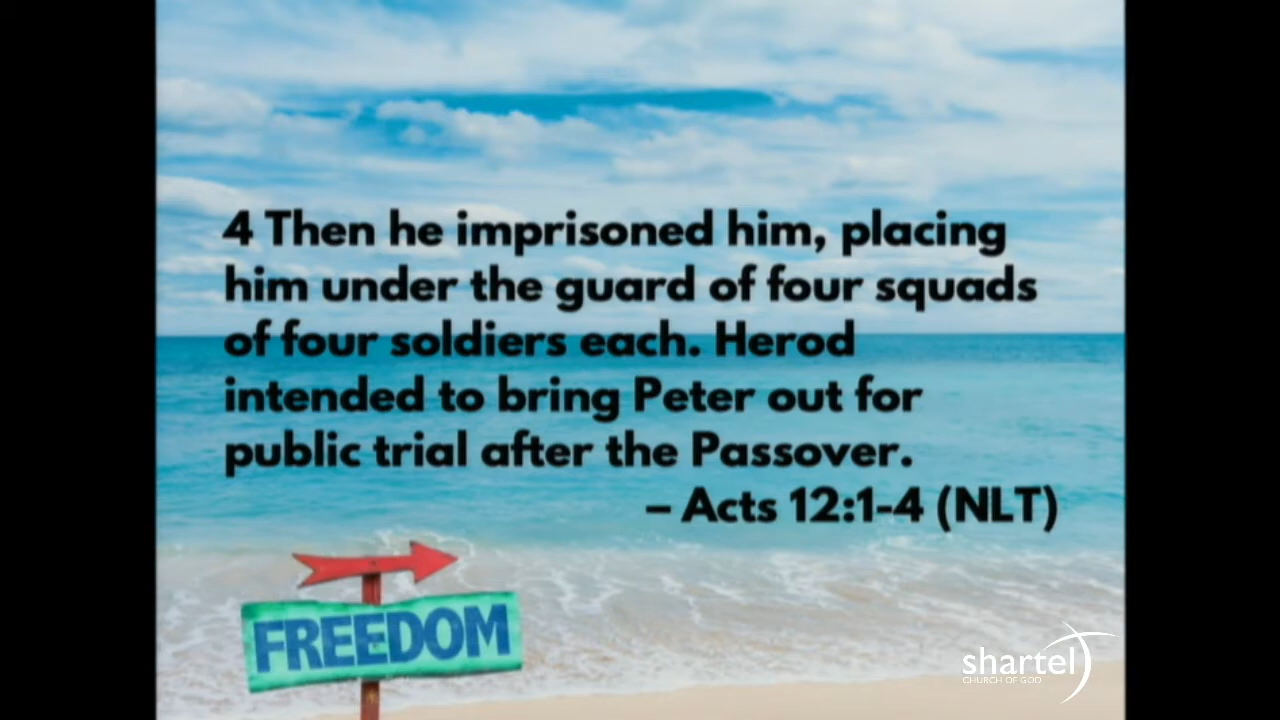 4 Then he imprisoned him, placing
him under the guard of four squads
of four soldiers each. Herod
intended to bring Peter out for
public trial after the Passover.
– Acts 12:1-4 (NLT)
FREEDOM
shartel
CHURCH OF GOD